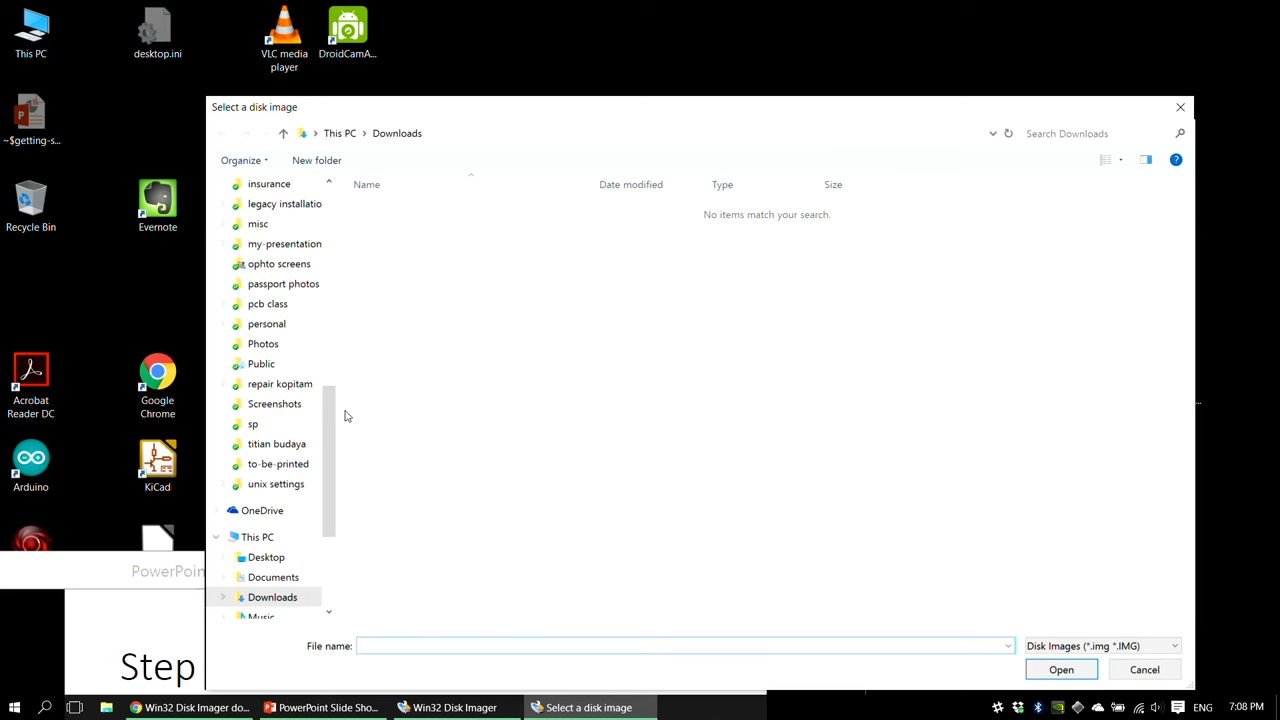 This PC
desktop.ini
VLC media
player
DroidCamA...
~$getting-s...
Recycle Bin
Evernote
Acrobat
Reader DC
Google
Chrome
Arduino
KiCad
PowerPoin
Step
Select a disk image
This PC
Downloads
Search Downloads
Organize
New folder
Name
Date modified
Type
Size
No items match your search.
insurance
legacy installatio
misc
my-presentation
ophto screens
passport photos
pcb class
personal
Photos
Public
repair kopitam
Screenshots
sp
titian budaya
to-be-printed
unix settings
OneDrive
This PC
Desktop
Documents
Downloads
Music
File name:
Disk Images (*.img *.IMG)
Open
Cancel
Win32 Disk Imager do...
PowerPoint Slide Sho...
Win32 Disk Imager
Select a disk image
ENG
7:08 PM